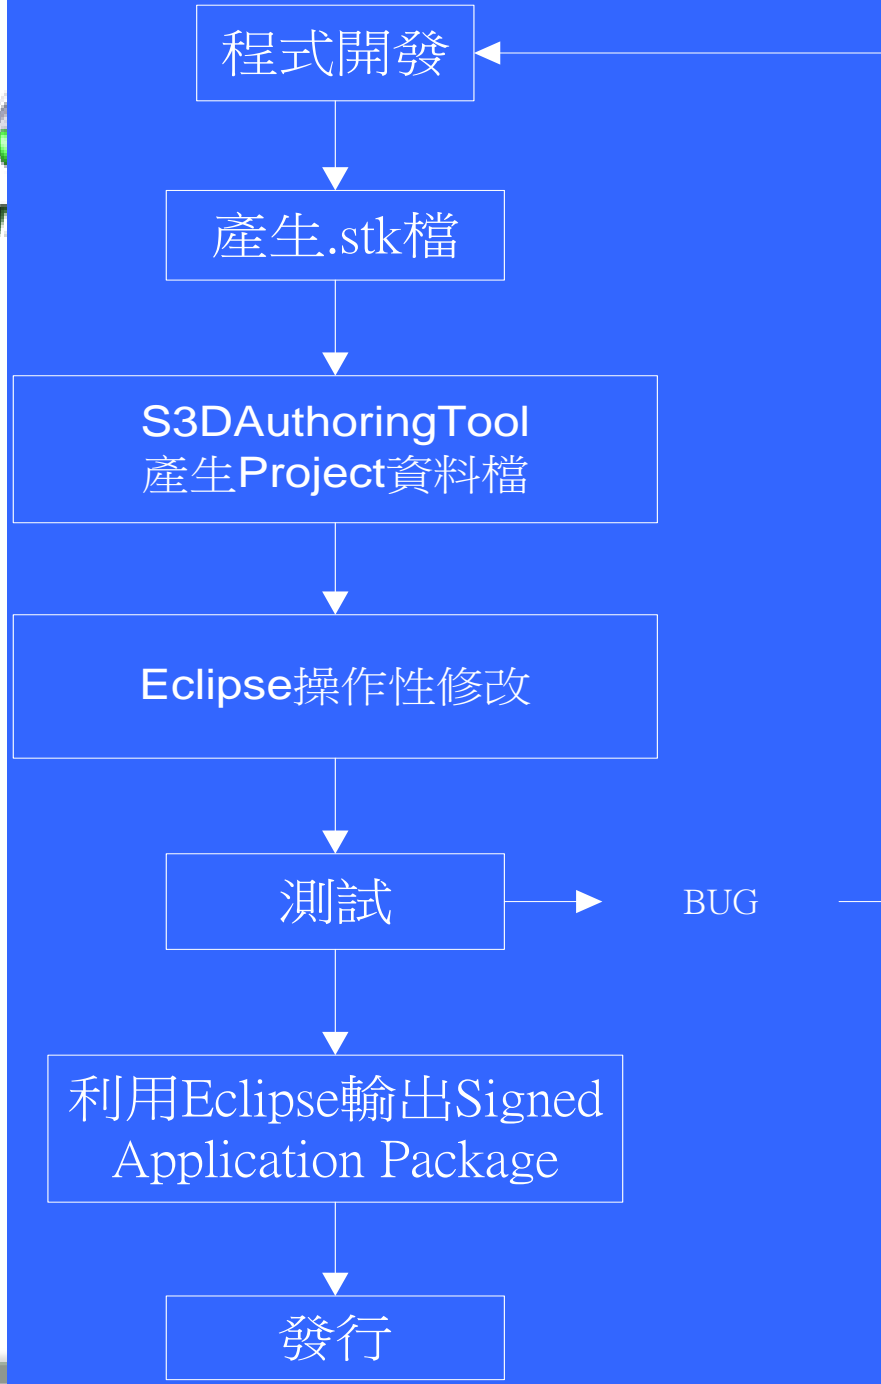 程式開發
產生.stk檔
S3DAuthoringTool
產生Project資料檔
Eclipse操作性修改
測試
BUG
利用Eclipse輸出Signed
Application Package
發行